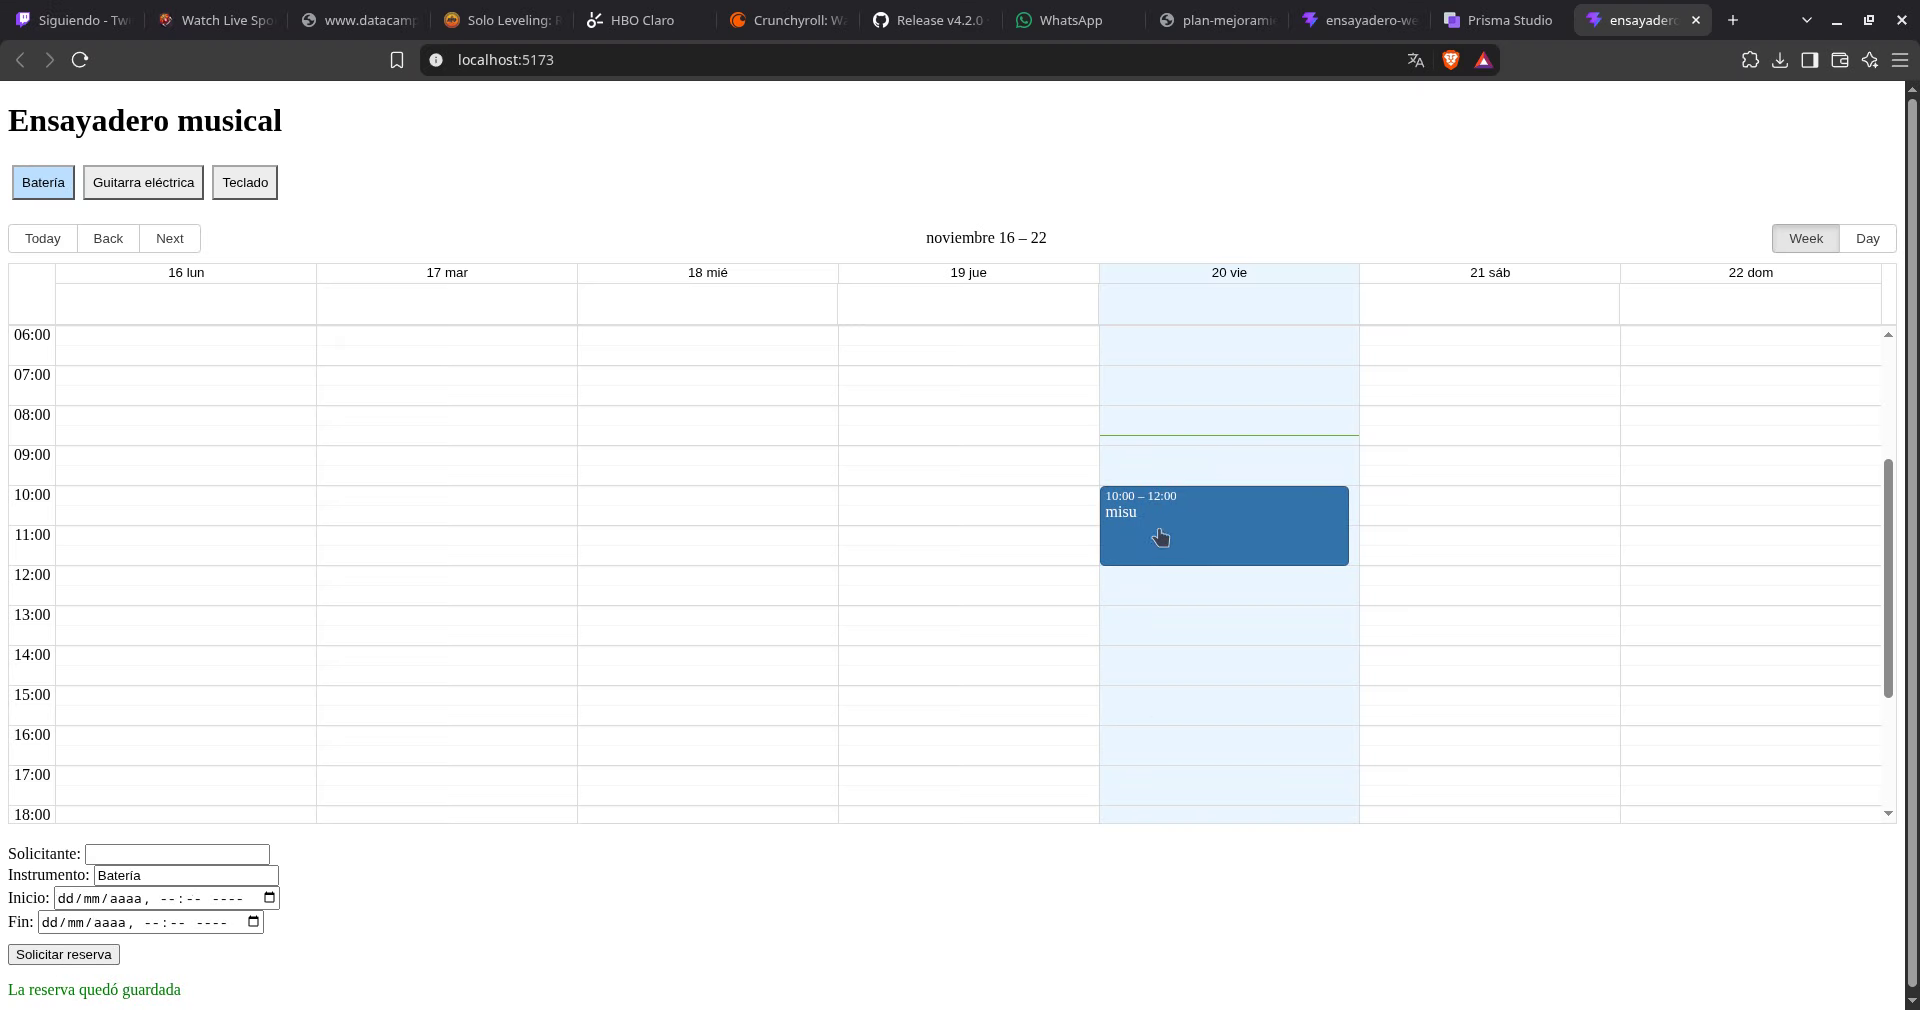 Siguiendo - Tw
Watch Live Spo
www.datacamp
Solo Leveling: R
HBO Claro
Crunchyroll: Wa
Release v4.2.0
WhatsApp
plan-mejorami
ensayadero-we
Prisma Studio
ensayadero
localhost:5173
Ensayadero musical
Batería
Guitarra eléctrica
Teclado
Today
Back
Next
noviembre 16 – 22
Week
Day
16 lun
17 mar
18 mié
19 jue
20 vie
21 sáb
22 dom
06:00
07:00
08:00
09:00
10:00
10:00 – 12:00
misu
11:00
12:00
13:00
14:00
15:00
16:00
17:00
18:00
Solicitante:
Instrumento: Batería
Inicio: dd/mm/aaaa, --:-- ----
Fin: dd/mm/aaaa, --:-- ----
Solicitar reserva
La reserva quedó guardada